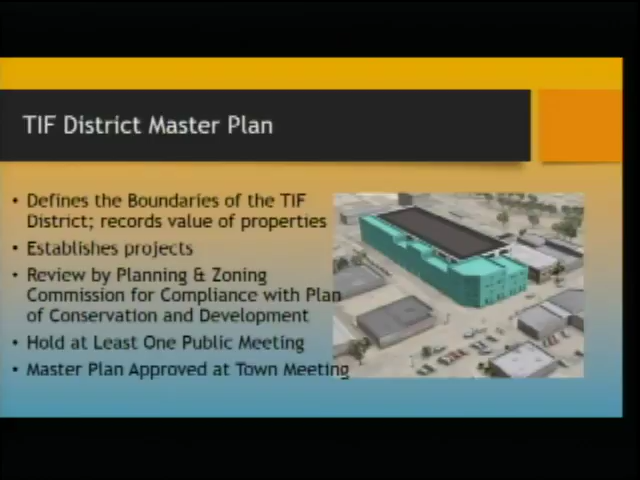 TIF District Master Plan
• Defines the Boundaries of the TIF
District; records value of properties
• Establishes projects
• Review by Planning & Zoning
Commission for Compliance with Plan
of Conservation and Development
• Hold at Least One Public Meeting
• Master Plan Approved at Town Meeting